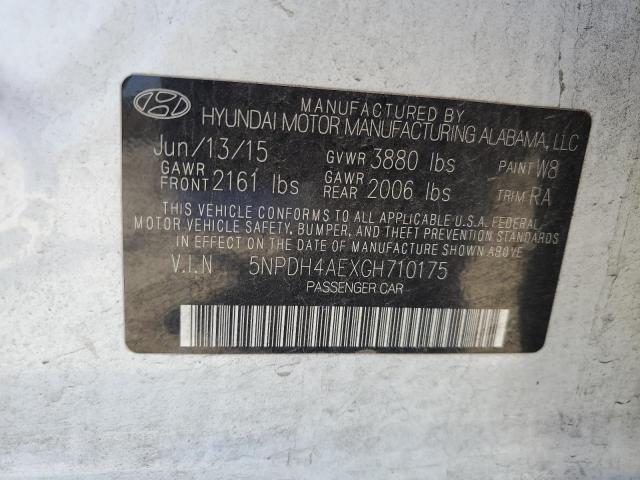 MANUFACTURED BY
HYUNDAI MOTOR MANUFACTURING ALABAMA, LLC
Jun/13/15 GVWR 3880 lbs PAINT W8
GAWR FRONT 2161 lbs GAWR REAR 2006 lbs TRIM RA
THIS VEHICLE CONFORMS TO ALL APPLICABLE U.S.A. FEDERAL
MOTOR VEHICLE SAFETY, BUMPER, AND THEFT PREVENTION STANDARDS
IN EFFECT ON THE DATE OF MANUFACTURE SHOWN ABOVE.
V.I.N 5NPDH4AEXGH710175
PASSENGER CAR